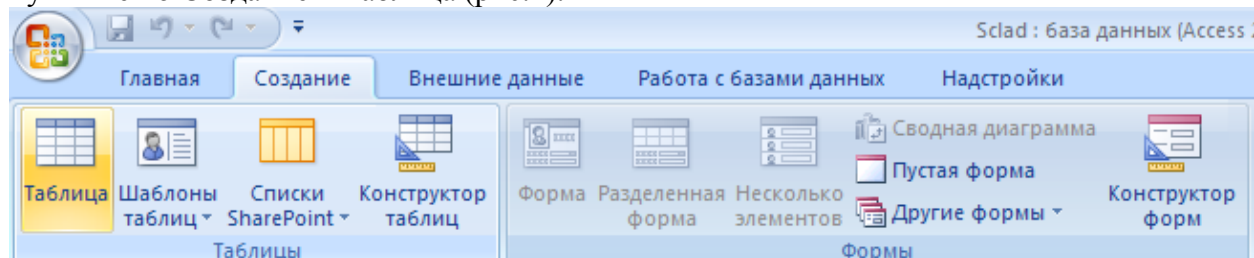 Sclad : база данных (Access 2
Главная Создание Внешние данные Работа с базами данных Надстройки
Таблица Шаблоны таблиц Списки SharePoint Конструктор таблиц
Форма Разделенная форма Несколько элементов
Сводная диаграмма
Пустая форма
Другие формы
Конструктор форм
Таблицы Формы